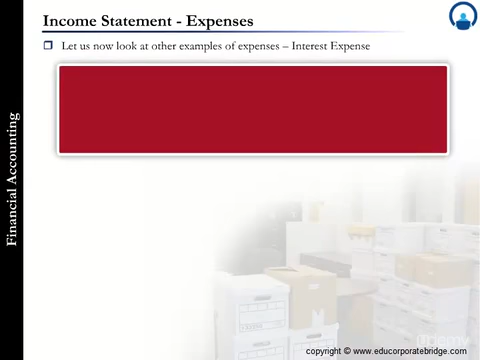 Income Statement - Expenses
Let us now look at other examples of expenses – Interest Expense
Financial Accounting
ûdemy
copyright © www.educorporatebridge.com